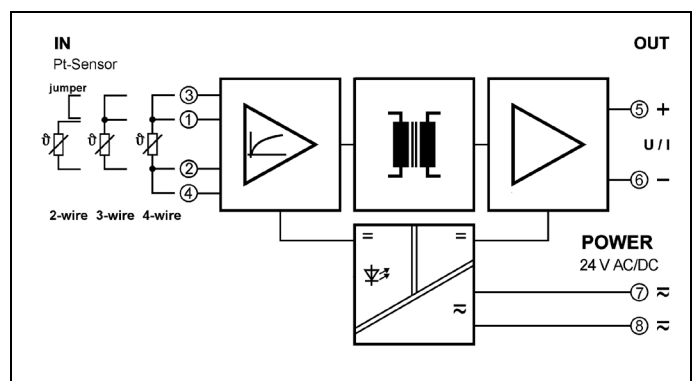 IN
OUT
Pt-Sensor
jumper
ϑ ϑ ϑ
3
1
2
4
5 +
U / I
6 −
2-wire 3-wire 4-wire
= =
≂
POWER
24 V AC/DC
7 ≂
8 ≂